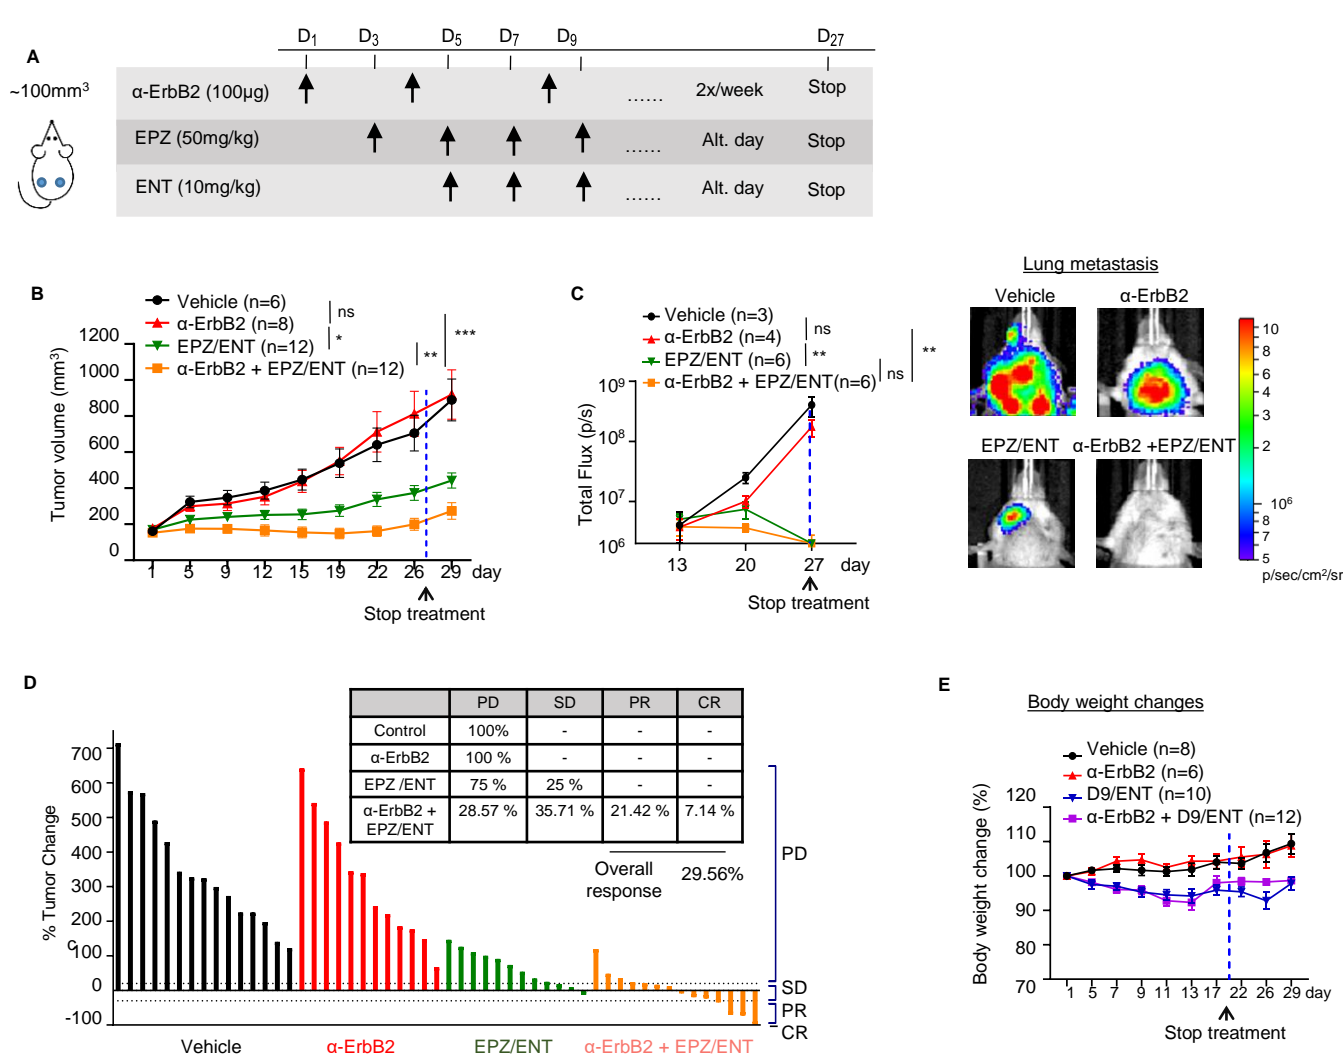 A
D1 D3 D5 D7 D9 D27
~100mm3
α-ErbB2 (100µg) ...... 2x/week Stop
EPZ (50mg/kg) ...... Alt. day Stop
ENT (10mg/kg) ...... Alt. day Stop
B
Vehicle (n=6)
α-ErbB2 (n=8)
EPZ/ENT (n=12)
α-ErbB2 + EPZ/ENT (n=12)
ns
*
**
***
Tumor volume (mm3)
1200
1000
800
600
400
200
0
1 5 9 12 15 19 22 26 29 day
Stop treatment
C
Vehicle (n=3)
α-ErbB2 (n=4)
EPZ/ENT (n=6)
α-ErbB2 + EPZ/ENT(n=6)
ns
**
ns
**
Total Flux (p/s)
10⁹
10⁸
10⁷
10⁶
13 20 27 day
Stop treatment
Lung metastasis
Vehicle α-ErbB2
EPZ/ENT α-ErbB2 +EPZ/ENT
10
8
6
4
3
2
10⁶
8
7
6
5
p/sec/cm²/sr
D
PD SD PR CR
Control 100% - - -
α-ErbB2 100 % - - -
EPZ /ENT 75 % 25 % - -
α-ErbB2 + EPZ/ENT 28.57 % 35.71 % 21.42 % 7.14 %
Overall response 29.56%
% Tumor Change
700
600
500
400
300
200
100
0
-100
PD
SD
PR
CR
Vehicle α-ErbB2 EPZ/ENT α-ErbB2 + EPZ/ENT
E
Body weight changes
Vehicle (n=8)
α-ErbB2 (n=6)
D9/ENT (n=10)
α-ErbB2 + D9/ENT (n=12)
Body weight change (%)
120
110
100
90
80
70
1 5 7 9 11 13 17 22 26 29 day
Stop treatment